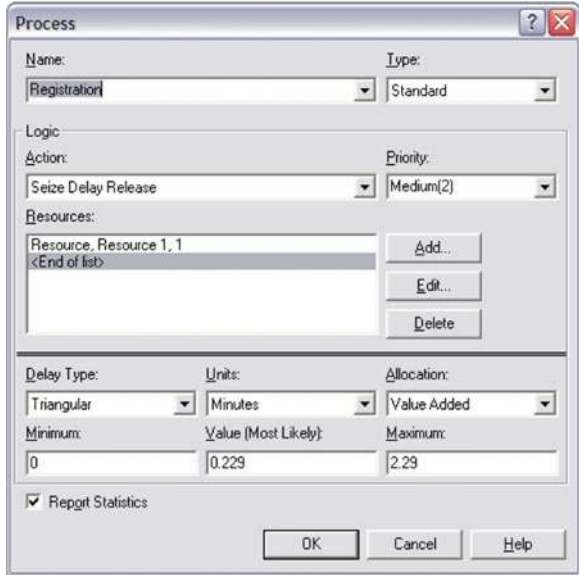 Process
Name: Type:
Registration Standard
Logic
Action: Priority:
Seize Delay Release Medium(2)
Resources:
Resource, Resource 1, 1
<End of list>
Add...
Edit...
Delete
Delay Type: Units: Allocation:
Triangular Minutes Value Added
Minimum: Value (Most Likely): Maximum:
0 0.229 2.29
Report Statistics
OK Cancel Help